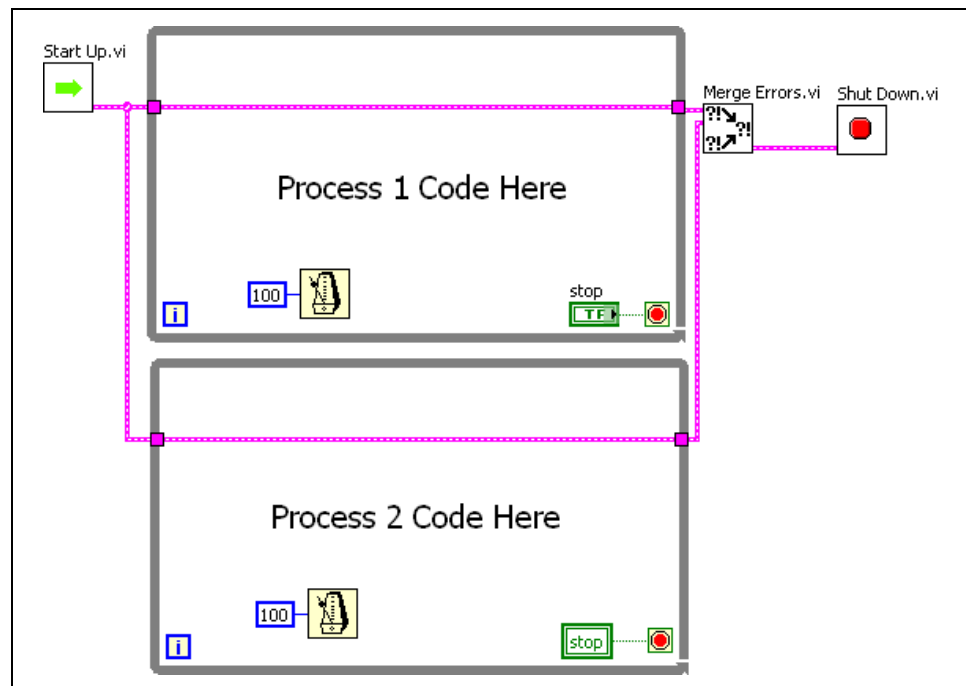 Start Up.vi
Merge Errors.vi
Shut Down.vi
?!
?!
?!
Process 1 Code Here
100
stop
TF
i
Process 2 Code Here
100
stop
i